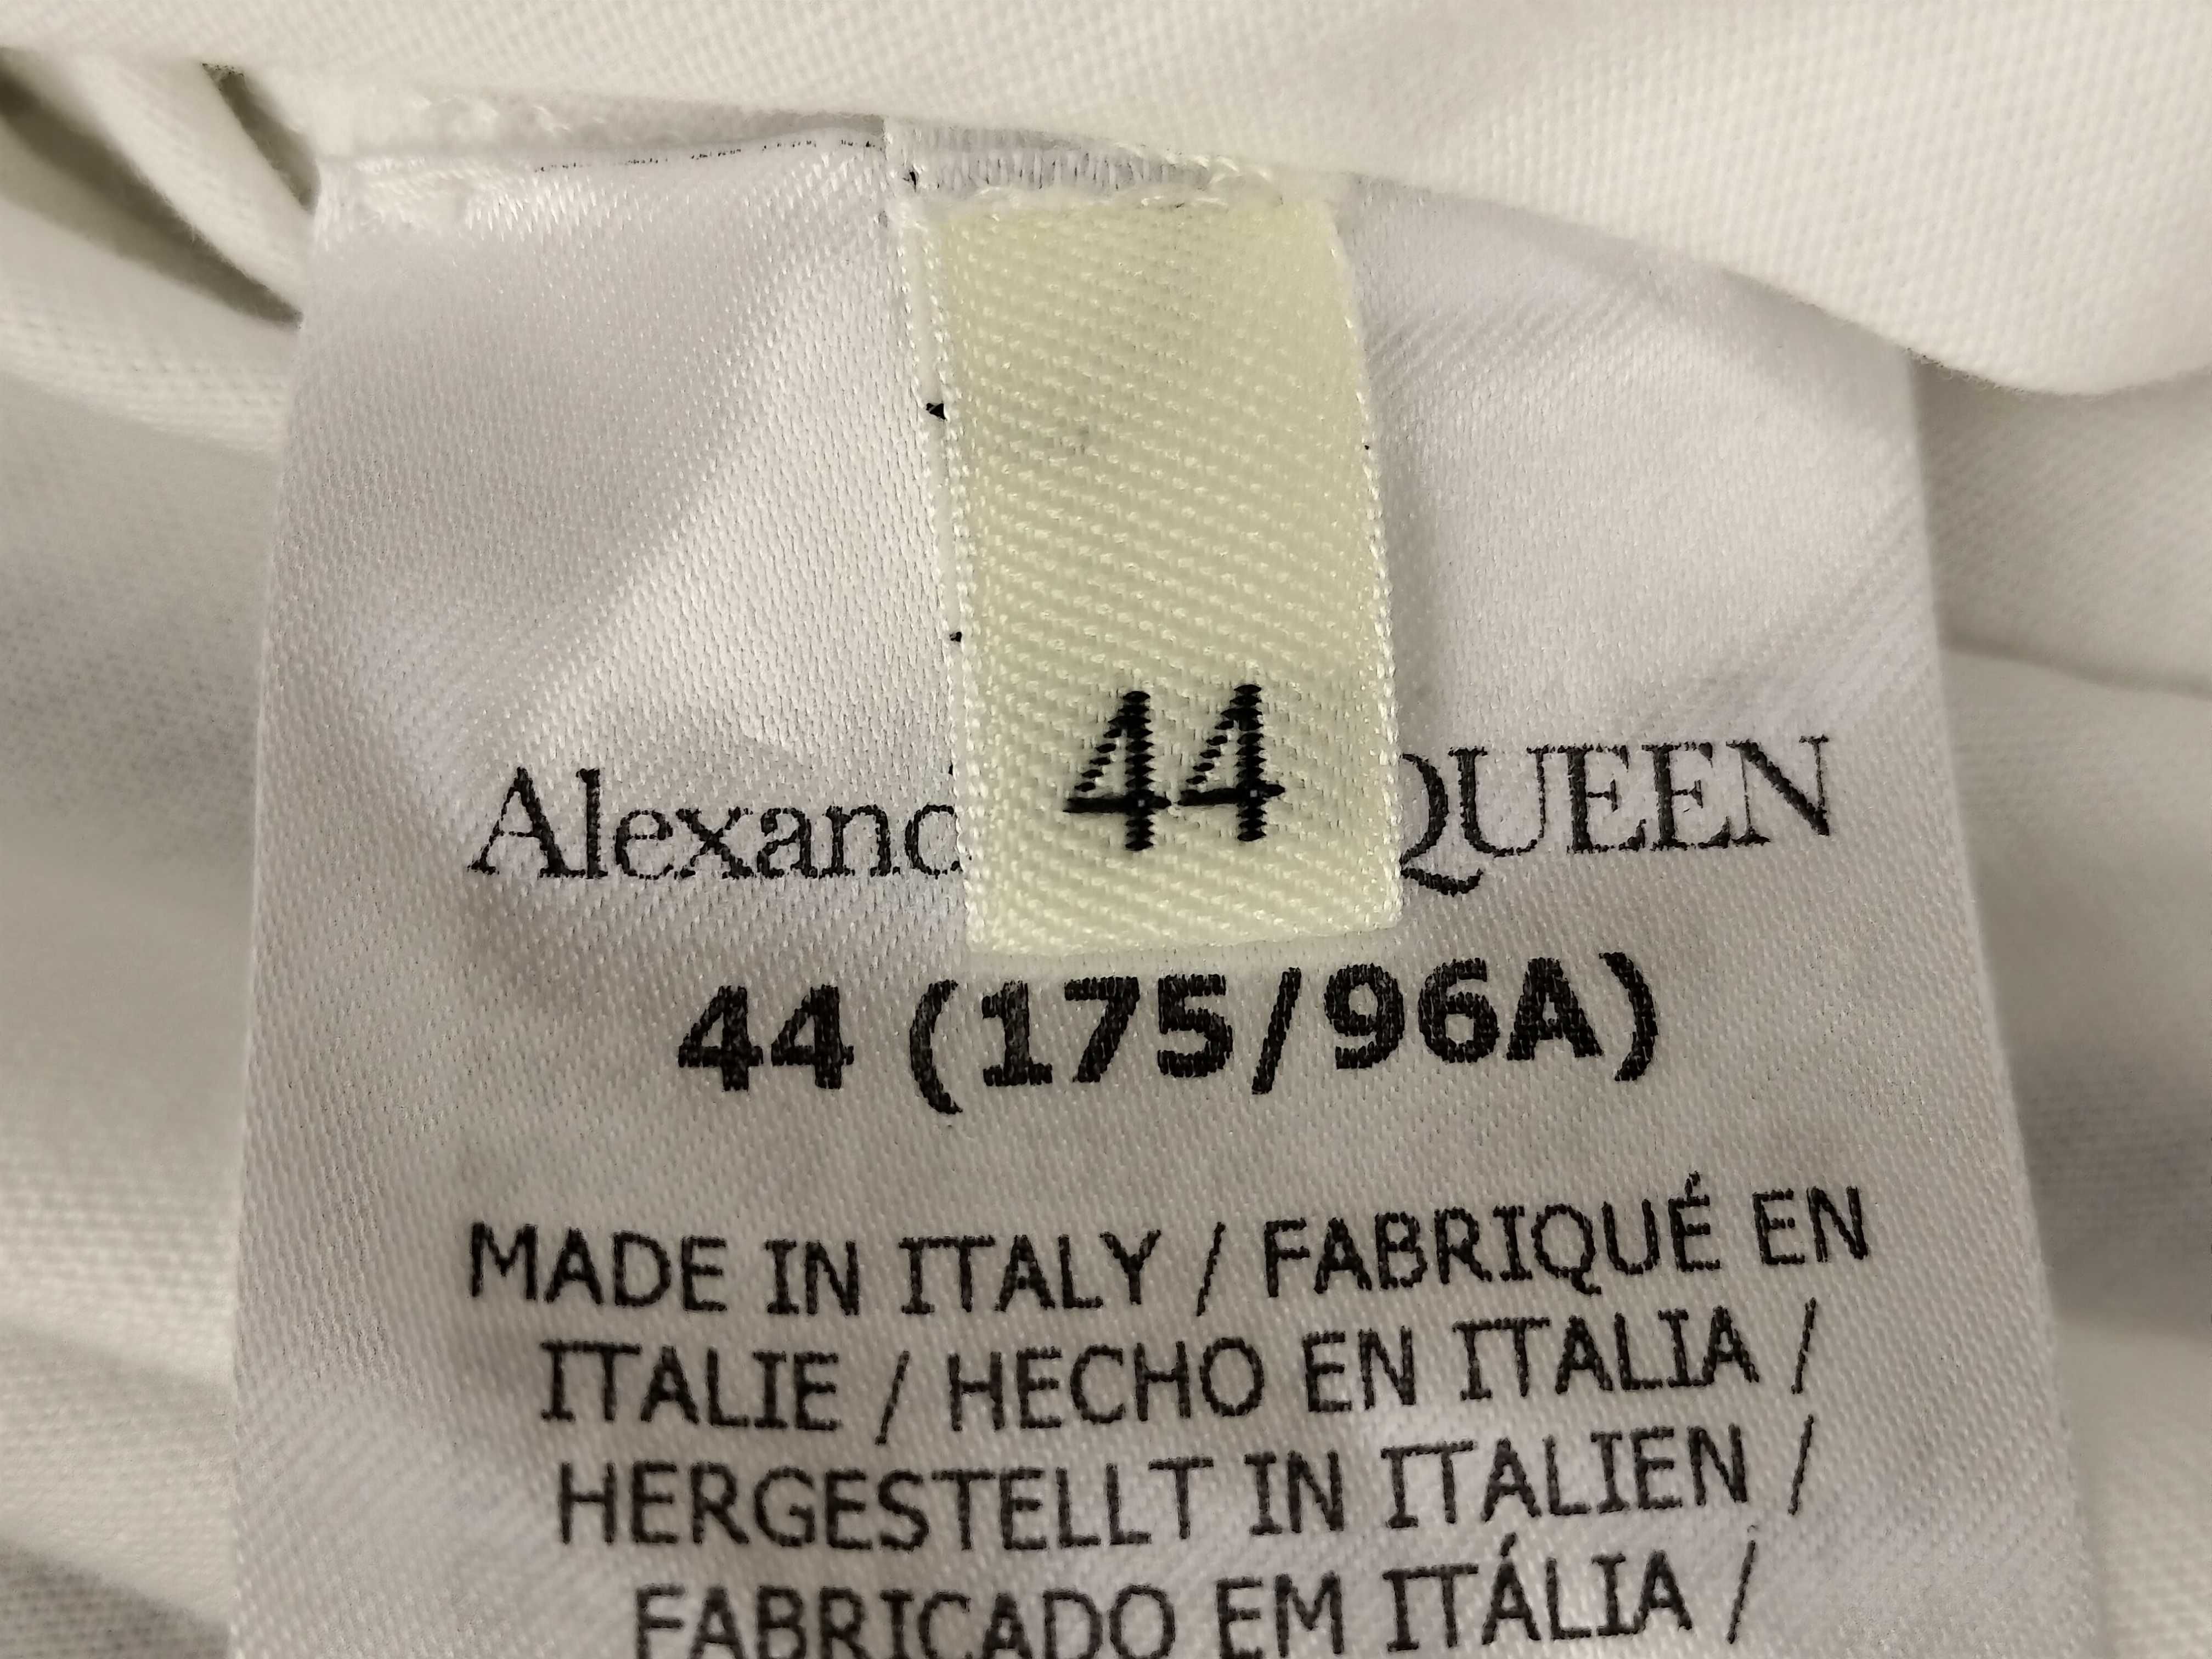 44
Alexand QUEEN
44 (175/96A)
MADE IN ITALY / FABRIQUÉ EN
ITALIE / HECHO EN ITALIA /
HERGESTELLT IN ITALIEN /
FABRICADO EM ITÁLIA /